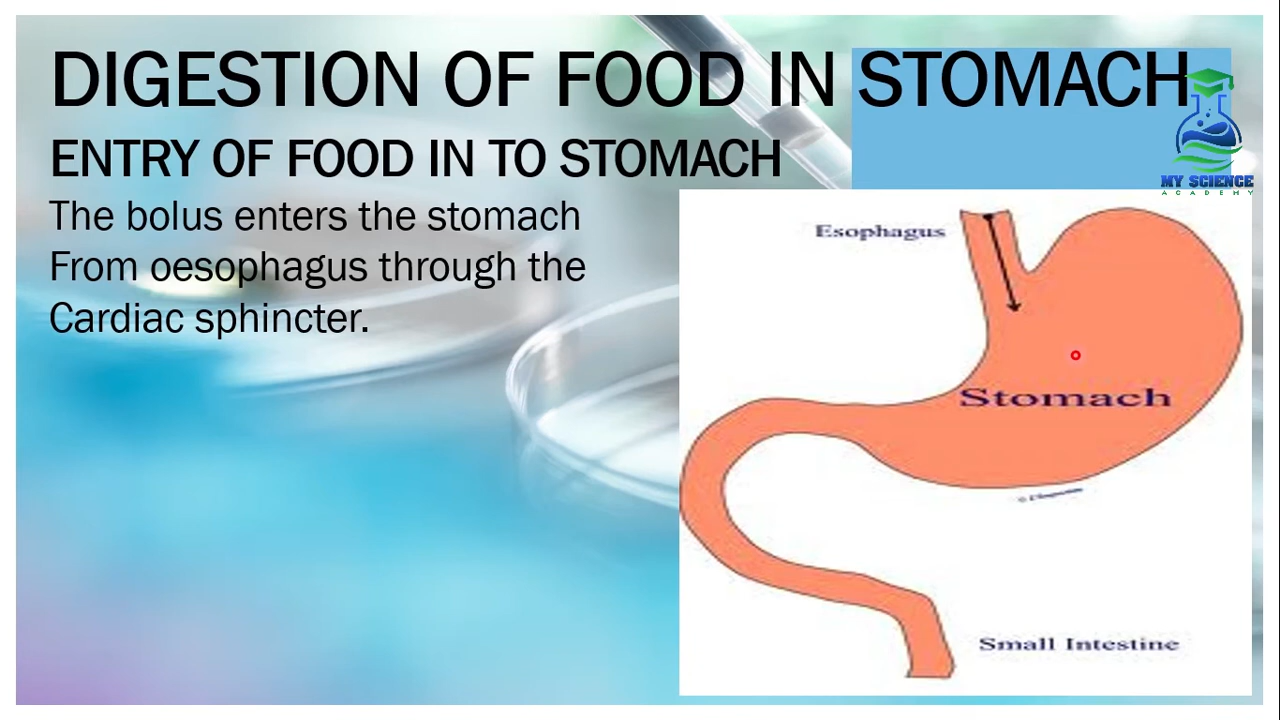 DIGESTION OF FOOD IN STOMACH
ENTRY OF FOOD IN TO STOMACH
The bolus enters the stomach
From oesophagus through the
Cardiac sphincter.
MY SCIENCE
ACADEMY
Esophagus
Stomach
Small Intestine